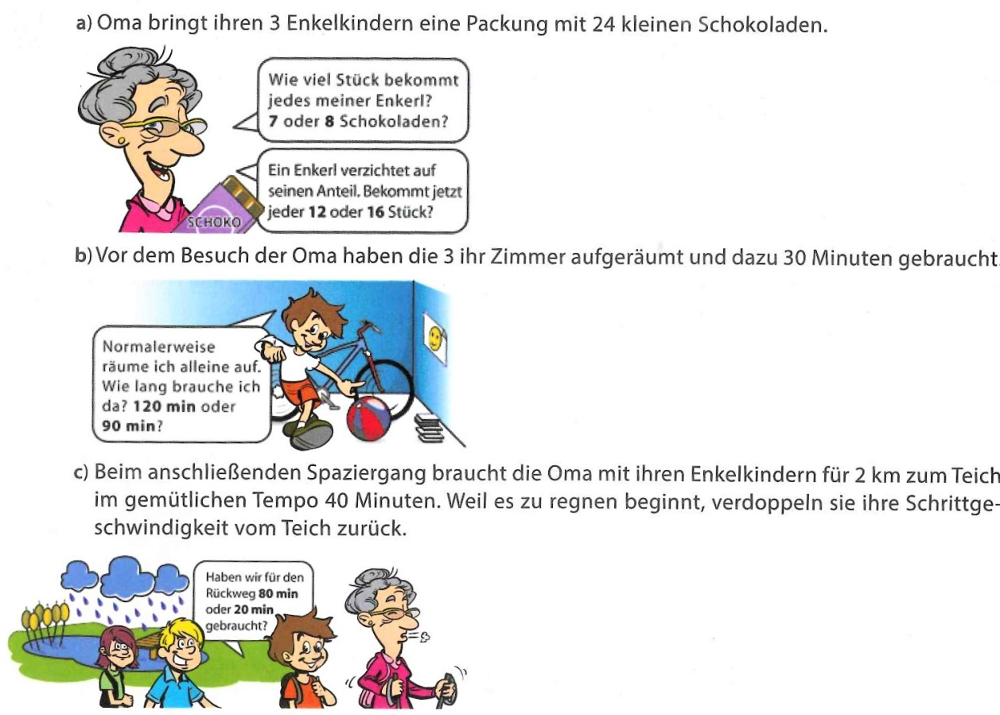 a) Oma bringt ihren 3 Enkelkindern eine Packung mit 24 kleinen Schokoladen.
Wie viel Stück bekommt
jedes meiner Enkerl?
7 oder 8 Schokoladen?
Ein Enkerl verzichtet auf
seinen Anteil. Bekommt jetzt
jeder 12 oder 16 Stück?
SCHOKO
b) Vor dem Besuch der Oma haben die 3 ihr Zimmer aufgeräumt und dazu 30 Minuten gebraucht.
Normalerweise
räume ich alleine auf.
Wie lang brauche ich
da? 120 min oder
90 min?
c) Beim anschließenden Spaziergang braucht die Oma mit ihren Enkelkindern für 2 km zum Teich
im gemütlichen Tempo 40 Minuten. Weil es zu regnen beginnt, verdoppeln sie ihre Schrittge-
schwindigkeit vom Teich zurück.
Haben wir für den
Rückweg 80 min
oder 20 min
gebraucht?